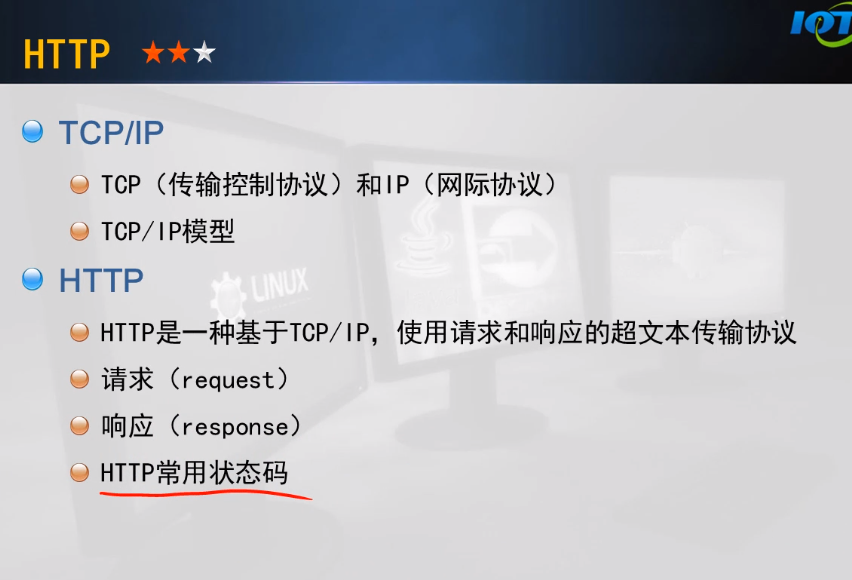 IOT
HTTP
TCP/IP
TCP（传输控制协议）和IP（网际协议）
TCP/IP模型
HTTP
LINUX
HTTP是一种基于TCP/IP，使用请求和响应的超文本传输协议
请求（request）
响应（response）
HTTP常用状态码